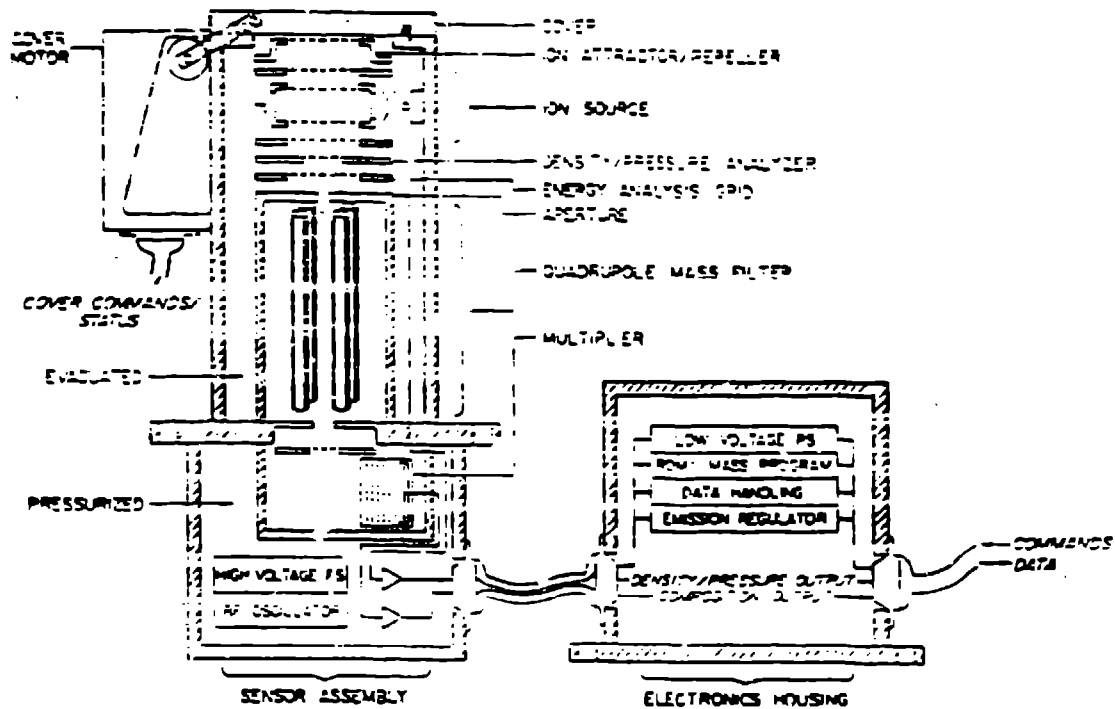 COVER
MOTOR
COVER
ION ATTRACTOR/REPELLER
ION SOURCE
DENSITY/PRESSURE ANALYZER
ENERGY ANALYSIS GRID
APERTURE
QUADRUPOLE MASS FILTER
COVER COMMANDS/
STATUS
MULTIPLIER
EVACUATED
PRESSURIZED
LOW VOLTAGE PS
MASS PROGRAM
DATA HANDLING
EMISSION REGULATOR
HIGH VOLTAGE PS
RF OSCILLATOR
DENSITY/PRESSURE OUTPUT
COMPOSITION OUTPUT
COMMANDS
DATA
SENSOR ASSEMBLY
ELECTRONICS HOUSING